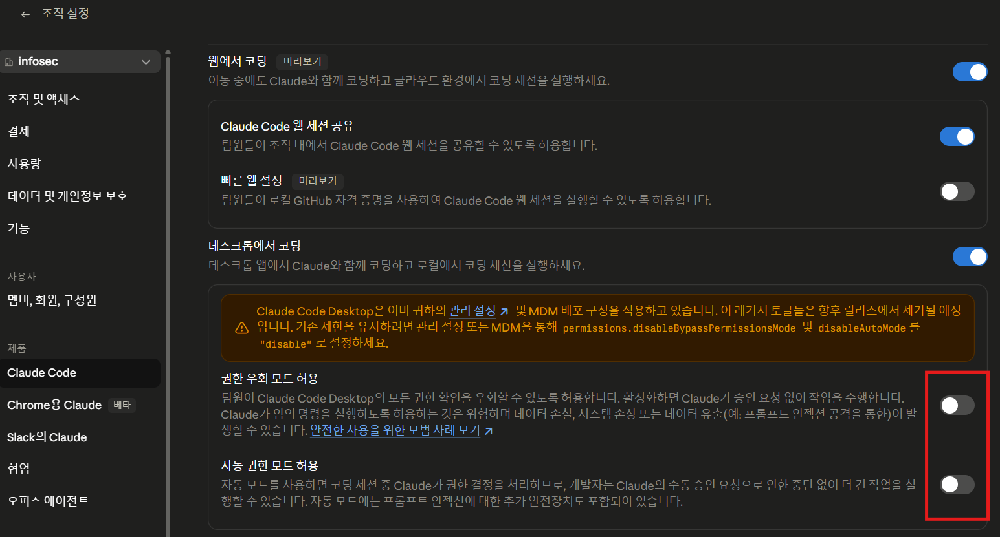 조직 설정
infosec
조직 및 액세스
결제
사용량
데이터 및 개인정보 보호
기능
사용자
멤버, 회원, 구성원
제품
Claude Code
Chrome용 Claude 베타
Slack의 Claude
협업
오피스 에이전트
웹에서 코딩 미리보기
이동 중에도 Claude와 함께 코딩하고 클라우드 환경에서 코딩 세션을 실행하세요.
Claude Code 웹 세션 공유
팀원들이 조직 내에서 Claude Code 웹 세션을 공유할 수 있도록 허용합니다.
빠른 웹 설정 미리보기
팀원들이 로컬 GitHub 자격 증명을 사용하여 Claude Code 웹 세션을 실행할 수 있도록 허용합니다.
데스크톱에서 코딩
데스크톱 앱에서 Claude와 함께 코딩하고 로컬에서 코딩 세션을 실행하세요.
Claude Code Desktop은 이미 귀하의 관리 설정 ↗ 및 MDM 배포 구성을 적용하고 있습니다. 이 레거시 토글들은 향후 릴리스에서 제거될 예정
입니다. 기존 제한을 유지하려면 관리 설정 또는 MDM을 통해 permissions.disableBypassPermissionsMode 및 disableAutoMode 를
"disable" 로 설정하세요.
권한 우회 모드 허용
팀원이 Claude Code Desktop의 모든 권한 확인을 우회할 수 있도록 허용합니다. 활성화하면 Claude가 승인 요청 없이 작업을 수행합니다.
Claude가 임의 명령을 실행하도록 허용하는 것은 위험하며 데이터 손실, 시스템 손상 또는 데이터 유출(예: 프롬프트 인젝션 공격을 통한)이 발
생할 수 있습니다. 안전한 사용을 위한 모범 사례 보기 ↗
자동 권한 모드 허용
자동 모드를 사용하면 코딩 세션 중 Claude가 권한 결정을 처리하므로, 개발자는 Claude의 수동 승인 요청으로 인한 중단 없이 더 긴 작업을 실
행할 수 있습니다. 자동 모드에는 프롬프트 인젝션에 대한 추가 안전장치도 포함되어 있습니다.